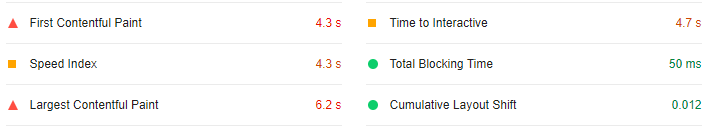 First Contentful Paint 4.3 s
Time to Interactive 4.7 s
Speed Index 4.3 s
Total Blocking Time 50 ms
Largest Contentful Paint 6.2 s
Cumulative Layout Shift 0.012